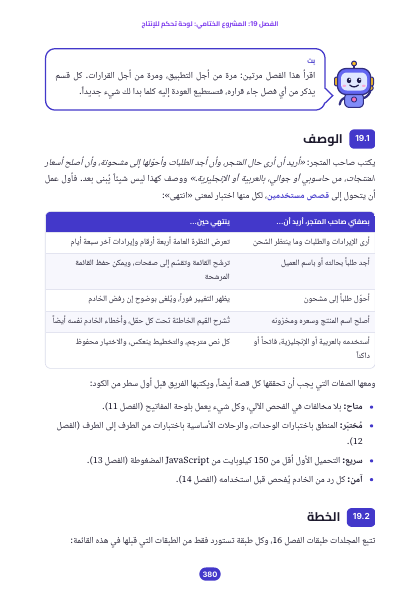 الفصل 19: المشروع الختامي: لوحة تحكم للإنتاج
بت
اقرأ هذا الفصل مرتين: مرة من أجل التطبيق، ومرة من أجل القرارات. كل قسم
يذكر من أي فصل جاء قراره، فتستطيع العودة إليه كلما بدا لك شيء جديداً.
19.1 الوصف
يكتب صاحب المتجر: «أريد أن أرى حال المتجر، وأن أجد الطلبات وأحوّلها إلى مشحونة، وأن أصلح أسعار
المنتجات، من حاسوبي أو جوالي، بالعربية أو الإنجليزية.» ووصف كهذا ليس شيئاً يُبنى بعد. فأول عمل
أن يتحول إلى قصص مستخدمين، لكل منها اختبار لمعنى «انتهى»:
بصفتي صاحب المتجر، أريد أن... ينتهي حين...
أرى الإيرادات والطلبات وما ينتظر الشحن تعرض النظرة العامة أربعة أرقام وإيرادات آخر سبعة أيام
أجد طلباً بحالته أو باسم العميل ترشّح القائمة وتقسّم إلى صفحات، ويمكن حفظ القائمة
المرشحة
أحوّل طلباً إلى مشحون يظهر التغيير فوراً، ويُلغى بوضوح إن رفض الخادم
أصلح اسم المنتج وسعره ومخزونه تُشرح القيم الخاطئة تحت كل حقل، وأخطاء الخادم نفسه أيضاً
أستخدمه بالعربية أو الإنجليزية، فاتحاً أو كل نص مترجم، والتخطيط ينعكس، والاختيار محفوظ
داكناً
ومعها الصفات التي يجب أن تحققها كل قصة أيضاً، ويكتبها الفريق قبل أول سطر من الكود:
• متاح: بلا مخالفات في الفحص الآلي، وكل شيء يعمل بلوحة المفاتيح (الفصل 11).
• مُختبَر: المنطق باختبارات الوحدات، والرحلات الأساسية باختبارات من الطرف إلى الطرف (الفصل
12).
• سريع: التحميل الأول أقل من 150 كيلوبايت من JavaScript المضغوطة (الفصل 13).
• آمن: كل رد من الخادم يُفحص قبل استخدامه (الفصل 14).
19.2 الخطة
تتبع المجلدات طبقات الفصل 16، وكل طبقة تستورد فقط من الطبقات التي قبلها في هذه القائمة:
380